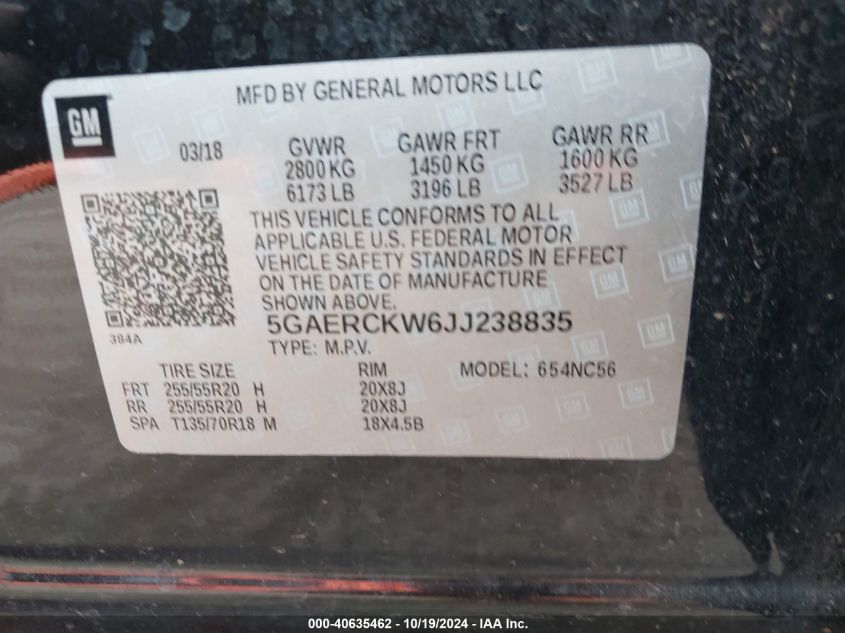 MFD BY GENERAL MOTORS LLC
GM
03/18 GVWR GAWR FRT GAWR RR
2800 KG 1450 KG 1600 KG
6173 LB 3196 LB 3527 LB
THIS VEHICLE CONFORMS TO ALL
APPLICABLE U.S. FEDERAL MOTOR
VEHICLE SAFETY STANDARDS IN EFFECT
ON THE DATE OF MANUFACTURE
SHOWN ABOVE.
5GAERCKW6JJ238835
384A
TYPE: M.P.V.
TIRE SIZE RIM MODEL: 654NC56
FRT 255/55R20 H 20X8J
RR 255/55R20 H 20X8J
SPA T135/70R18 M 18X4.5B
000-40635462 - 10/19/2024 - IAA Inc.